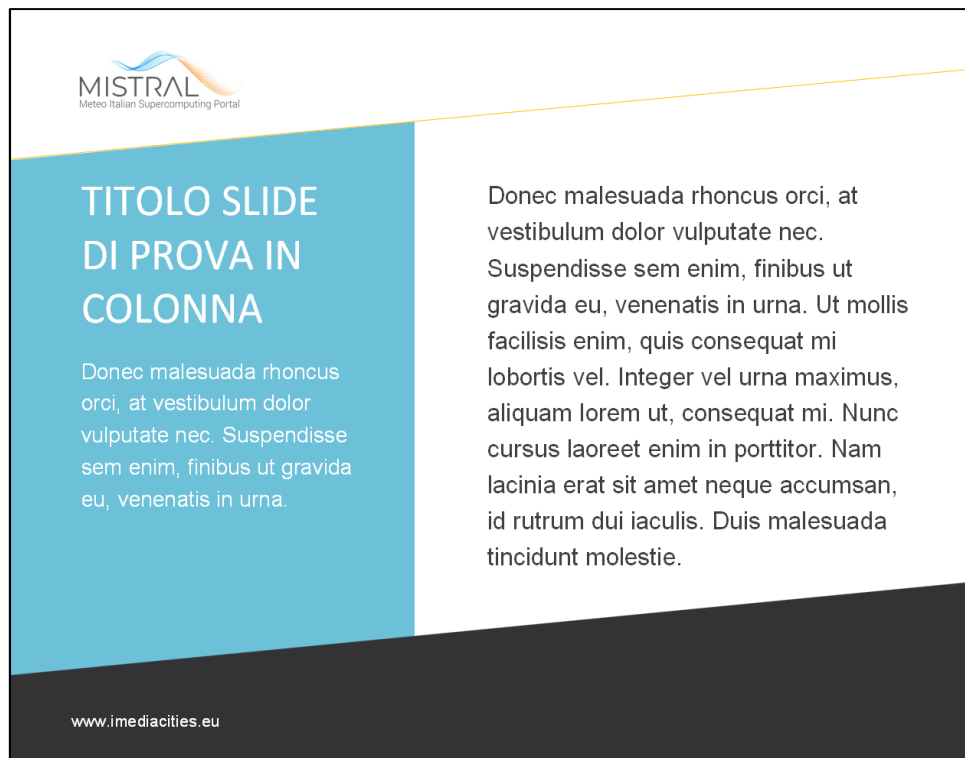 MISTRAL
Meteo Italian Supercomputing Portal
TITOLO SLIDE
DI PROVA IN
COLONNA
Donec malesuada rhoncus
orci, at vestibulum dolor
vulputate nec. Suspendisse
sem enim, finibus ut gravida
eu, venenatis in urna.
Donec malesuada rhoncus orci, at
vestibulum dolor vulputate nec.
Suspendisse sem enim, finibus ut
gravida eu, venenatis in urna. Ut mollis
facilisis enim, quis consequat mi
lobortis vel. Integer vel urna maximus,
aliquam lorem ut, consequat mi. Nunc
cursus laoreet enim in porttitor. Nam
lacinia erat sit amet neque accumsan,
id rutrum dui iaculis. Duis malesuada
tincidunt molestie.
www.imediacities.eu